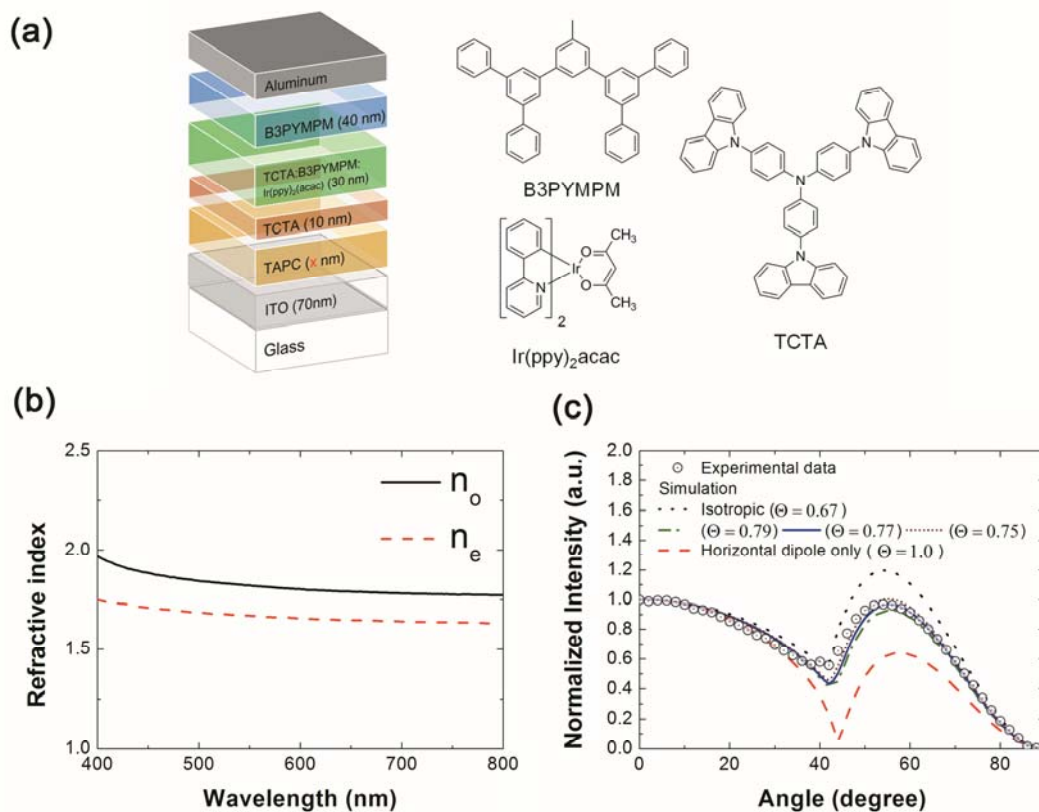 (a)
Aluminum
B3PYMPM (40 nm)
TCTA:B3PYMPM:
Ir(ppy)₂(acac) (30 nm)
TCTA (10 nm)
TAPC (x nm)
ITO (70nm)
Glass
B3PYMPM
Ir
O
O
N
CH₃
CH₃
2
Ir(ppy)₂acac
N
N
N
N
TCTA
(b)
Refractive index
2.5
2.0
1.5
1.0
nₒ
nₑ
400
500
600
700
800
Wavelength (nm)
(c)
Normalized Intensity (a.u.)
2.0
1.8
1.6
1.4
1.2
1.0
0.8
0.6
0.4
0.2
0.0
Experimental data
Simulation
Isotropic (Θ = 0.67)
(Θ = 0.79) (Θ = 0.77) (Θ = 0.75)
Horizontal dipole only ( Θ = 1.0 )
0
20
40
60
80
Angle (degree)